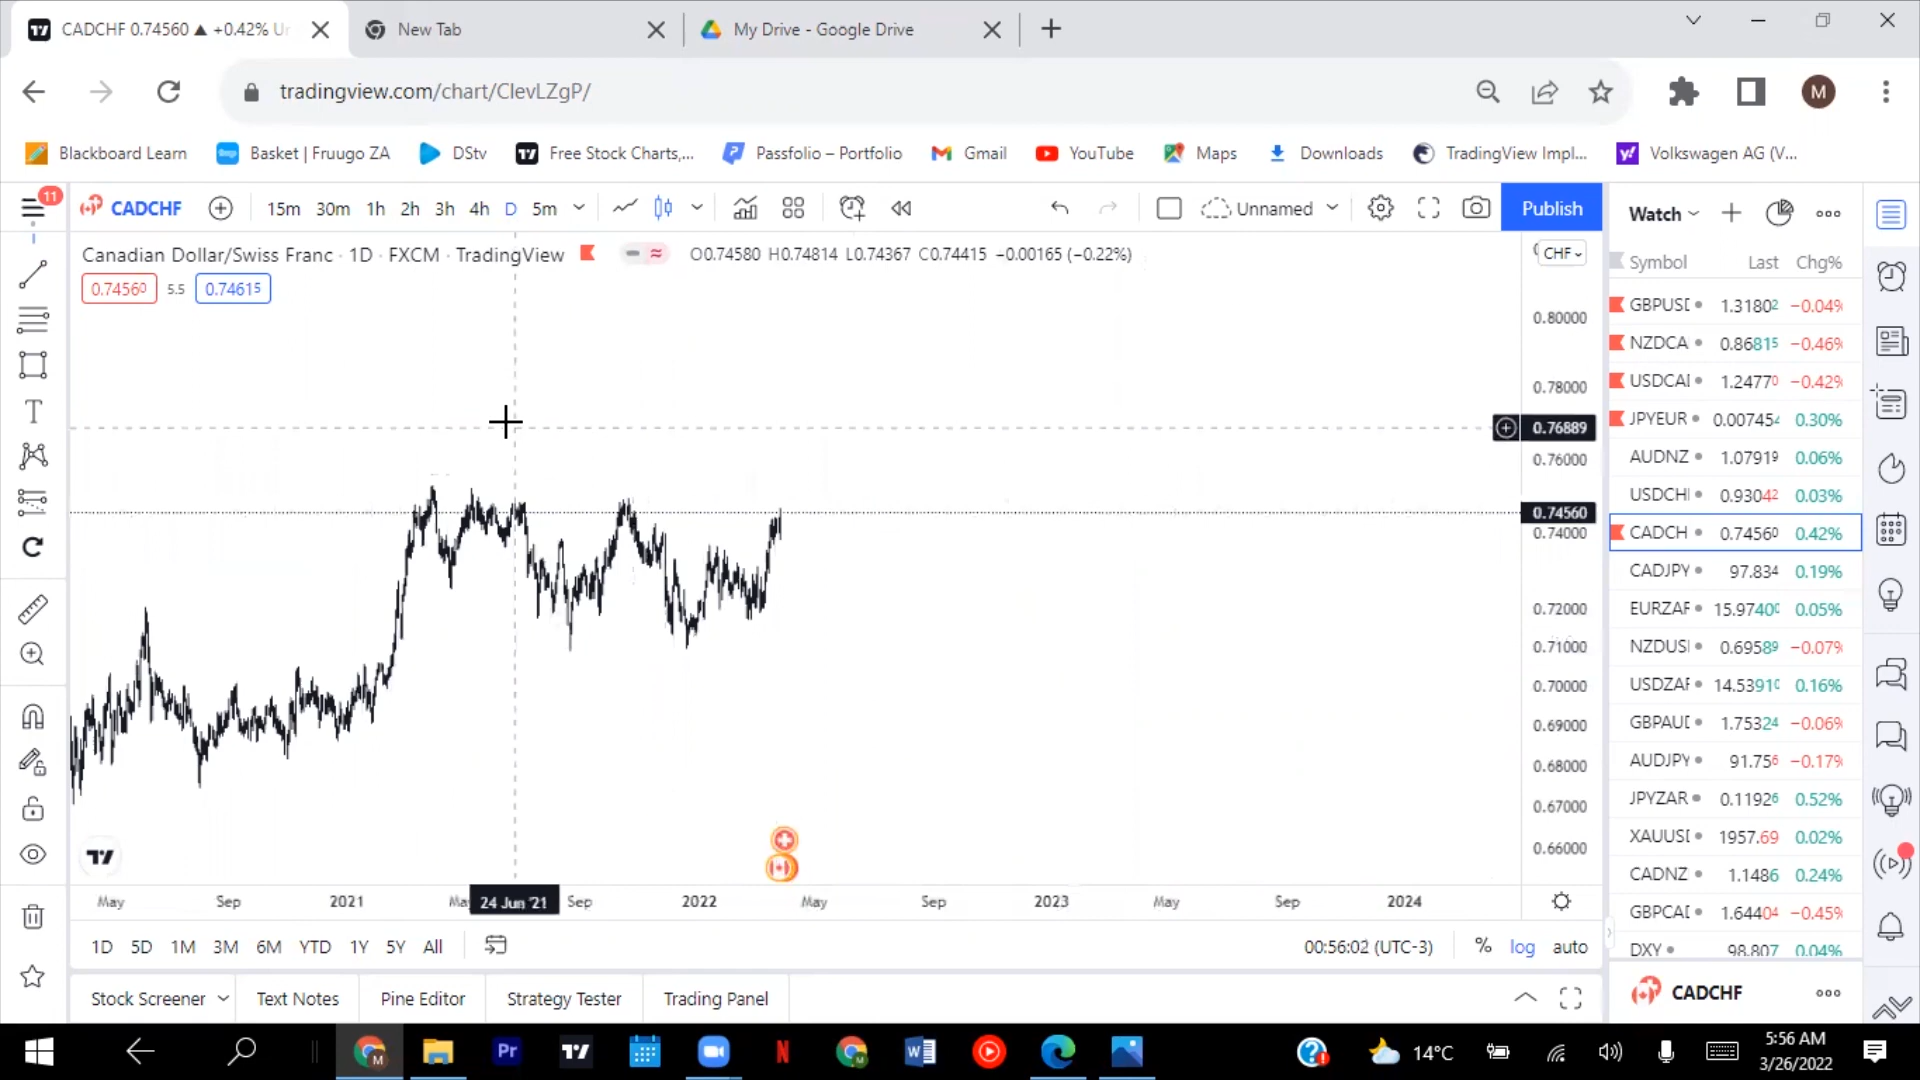 CADCHF 0.74560 ▲ +0.42% Un
New Tab
My Drive - Google Drive
tradingview.com/chart/ClevLZgP/
M
Blackboard Learn
Basket | Fruugo ZA
DStv
Free Stock Charts,...
Passfolio – Portfolio
Gmail
YouTube
Maps
Downloads
TradingView Impl...
Volkswagen AG (V...
11
CADCHF
15m 30m 1h 2h 3h 4h D 5m
Unnamed
Publish
Watch
Canadian Dollar/Swiss Franc · 1D · FXCM · TradingView
O0.74580 H0.74814 L0.74367 C0.74415 −0.00165 (−0.22%)
CHF
0.74560 5.5 0.74615
Symbol Last Chg%
GBPUSD 1.31802 −0.04%
NZDCA 0.86815 −0.46%
USDCAD 1.24770 −0.42%
JPYEUR 0.007454 0.30%
AUDNZ 1.07919 0.06%
USDCHF 0.93042 0.03%
CADCH 0.74560 0.42%
CADJPY 97.834 0.19%
EURZAR 15.97400 0.05%
NZDUSD 0.69589 −0.07%
USDZAR 14.53910 0.16%
GBPAUD 1.75324 −0.06%
AUDJPY 91.756 −0.17%
JPYZAR 0.11926 0.52%
XAUUSD 1957.69 0.02%
CADNZ 1.1486 0.24%
GBPCAD 1.64404 −0.45%
DXY 98.807 0.04%
0.80000
0.78000
0.76889
0.76000
0.74560
0.74000
0.72000
0.71000
0.70000
0.69000
0.68000
0.67000
0.66000
May Sep 2021 Ma 24 Jun '21 Sep 2022 May Sep 2023 May Sep 2024
1D 5D 1M 3M 6M YTD 1Y 5Y All
00:56:02 (UTC-3) % log auto
Stock Screener
Text Notes
Pine Editor
Strategy Tester
Trading Panel
CADCHF
14°C
5:56 AM
3/26/2022